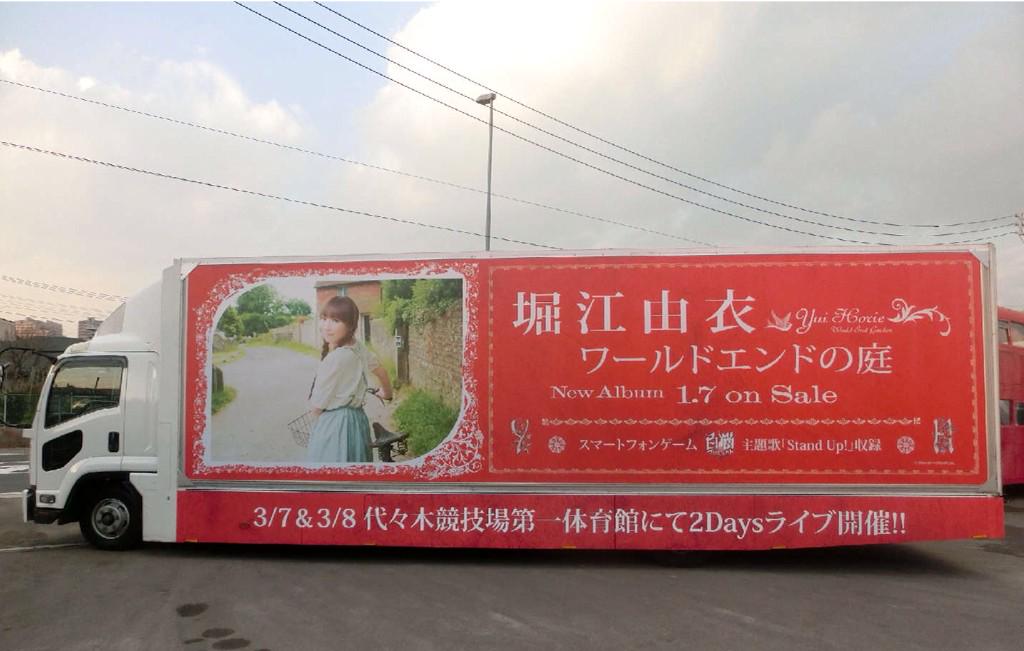 堀江由衣
Yui Horie
World End Garden
ワールドエンドの庭
New Album 1.7 on Sale
スマートフォンゲーム 主題歌「Stand Up!」収録
3/7&3/8 代々木競技場第一体育館にて2Daysライブ開催!!